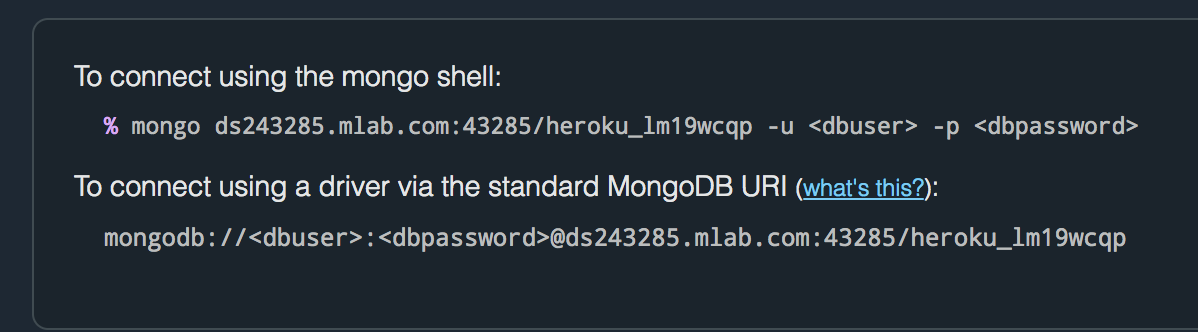 To connect using the mongo shell:
% mongo ds243285.mlab.com:43285/heroku_lm19wcqp -u <dbuser> -p <dbpassword>
To connect using a driver via the standard MongoDB URI (what's this?):
mongodb://<dbuser>:<dbpassword>@ds243285.mlab.com:43285/heroku_lm19wcqp